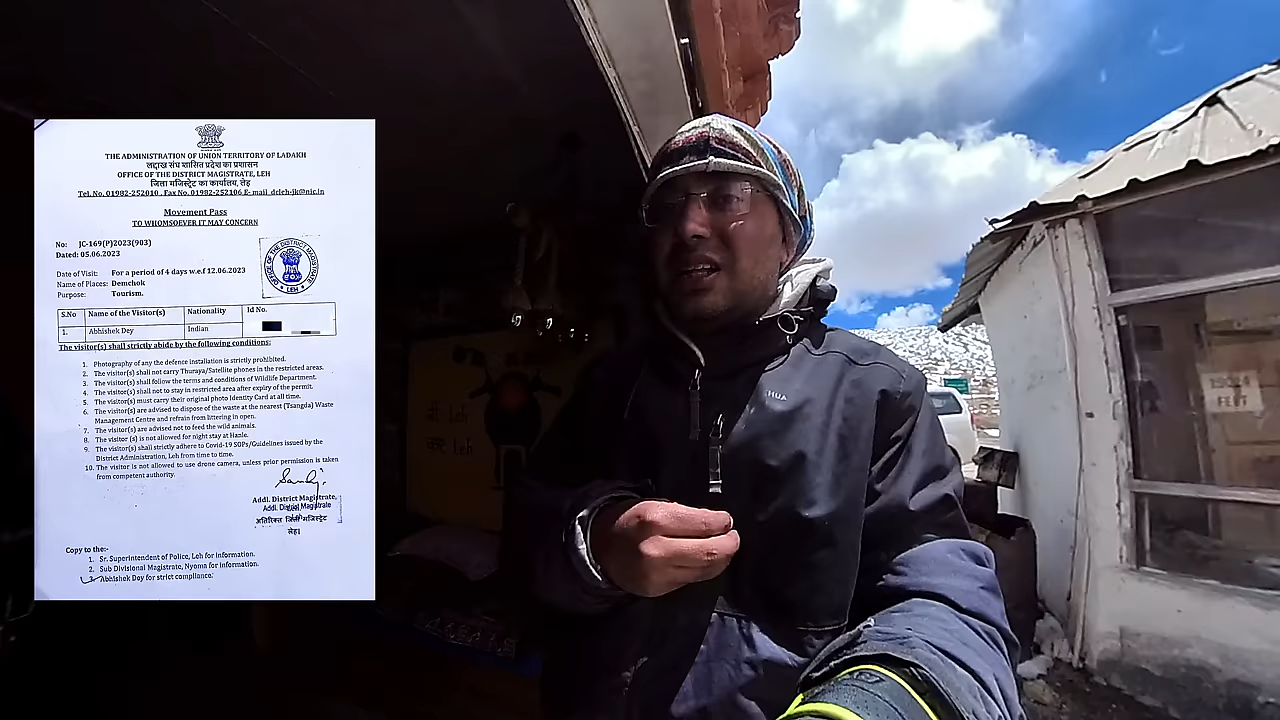 THE ADMINISTRATION OF UNION TERRITORY OF LADAKH
लद्दाख संघ शासित प्रदेश का प्रशासन
OFFICE OF THE DISTRICT MAGISTRATE, LEH
जिला मजिस्ट्रेट का कार्यालय, लेह
Tel. No. 01982-252010 , Fax No. 01982-252106 E- mail dcleh-jk@nic.in
Movement Pass
TO WHOMSOEVER IT MAY CONCERN
No: JC-169(P)2023(903)
Dated: 05.06.2023
OFFICE OF THE DISTRICT MAGISTRATE
LEH
Date of Visit: For a period of 4 days w.e.f 12.06.2023
Name of Places: Demchok
Purpose: Tourism.
S.No Name of the Visitor(s) Nationality Id No.
1. Abhishek Dey Indian
The visitor(s) shall strictly abide by the following conditions:
1. Photography of any the defence installation is strictly prohibited.
2. The visitor(s) shall not carry Thuraya/Satellite phones in the restricted areas.
3. The visitor(s) shall follow the terms and conditions of Wildlife Department.
4. The visitor(s) shall not to stay in restricted area after expiry of the permit.
5. The visitor(s) must carry their original photo Identity Card at all time.
6. The visitor(s) are advised to dispose of the waste at the nearest (Tsangda) Waste
Management Centre and refrain from littering in open.
7. The visitor(s) are advised not to feed the wild animals.
8. The visitor (s) is not allowed for night stay at Hanle.
9. The visitor(s) shall strictly adhere to Covid-19 SOPs/Guidelines issued by the
District Administration, Leh from time to time.
10. The visitor is not allowed to use drone camera, unless prior permission is taken
from competent authority.
Addl. District Magistrate,
Addl. District Magistrate
अतिरिक्त जिला मजिस्ट्रेट
लेह।
Copy to the:-
1. Sr. Superintendent of Police, Leh for information.
2. Sub Divisional Magistrate, Nyoma for information.
Abhishek Dey for strict compliance.
HUA
Leh
Leh
FEET